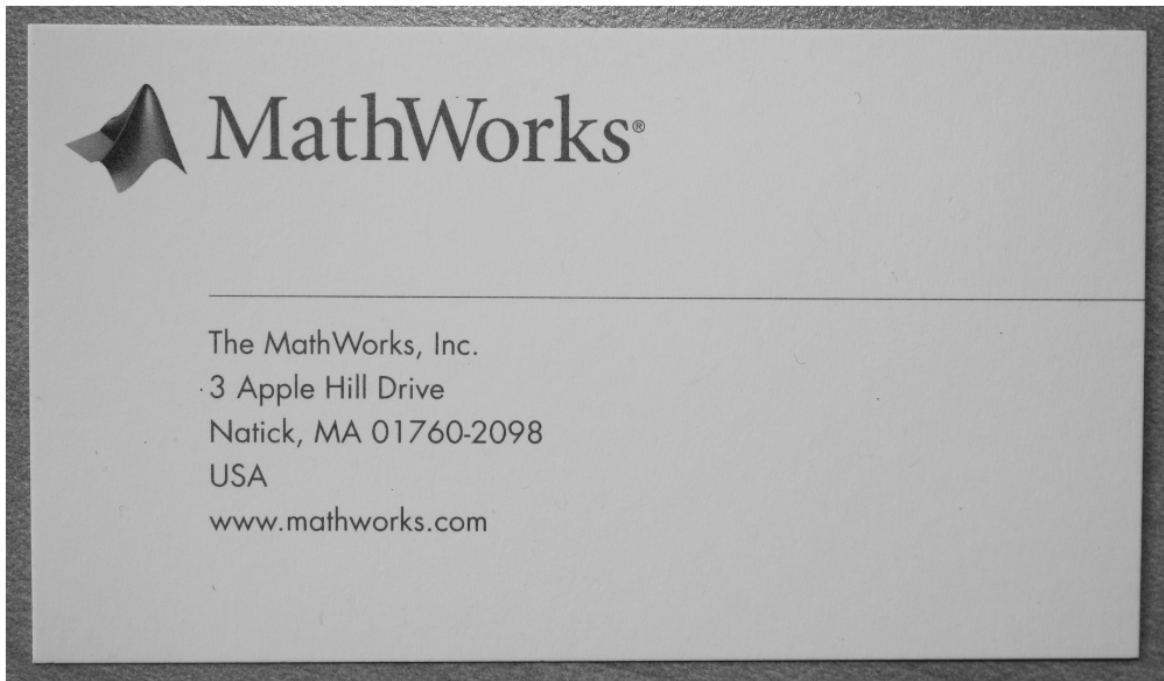 MathWorks®
The MathWorks, Inc.
3 Apple Hill Drive
Natick, MA 01760-2098
USA
www.mathworks.com